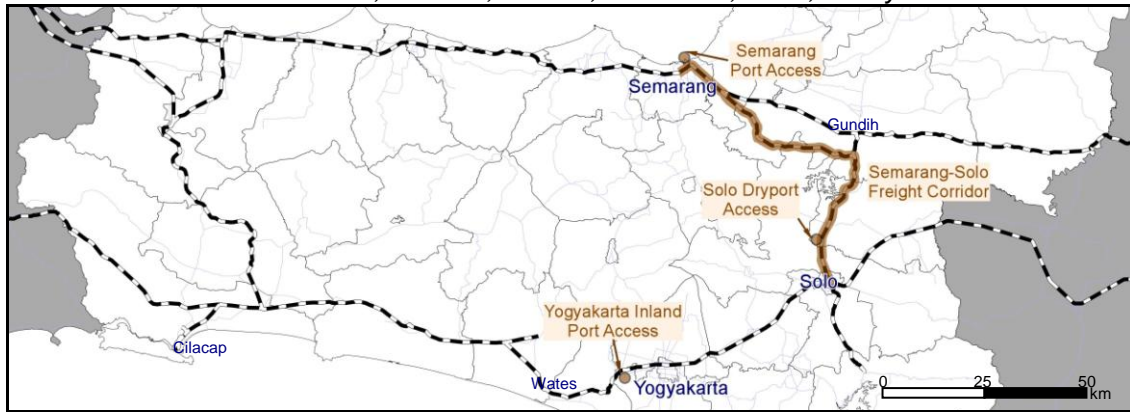 Semarang
Port Access
Semarang
Gundih
Semarang-Solo
Freight Corridor
Solo Dryport
Access
Solo
Yogyakarta Inland
Port Access
Cilacap
Wates
Yogyakarta
0 25 50
km